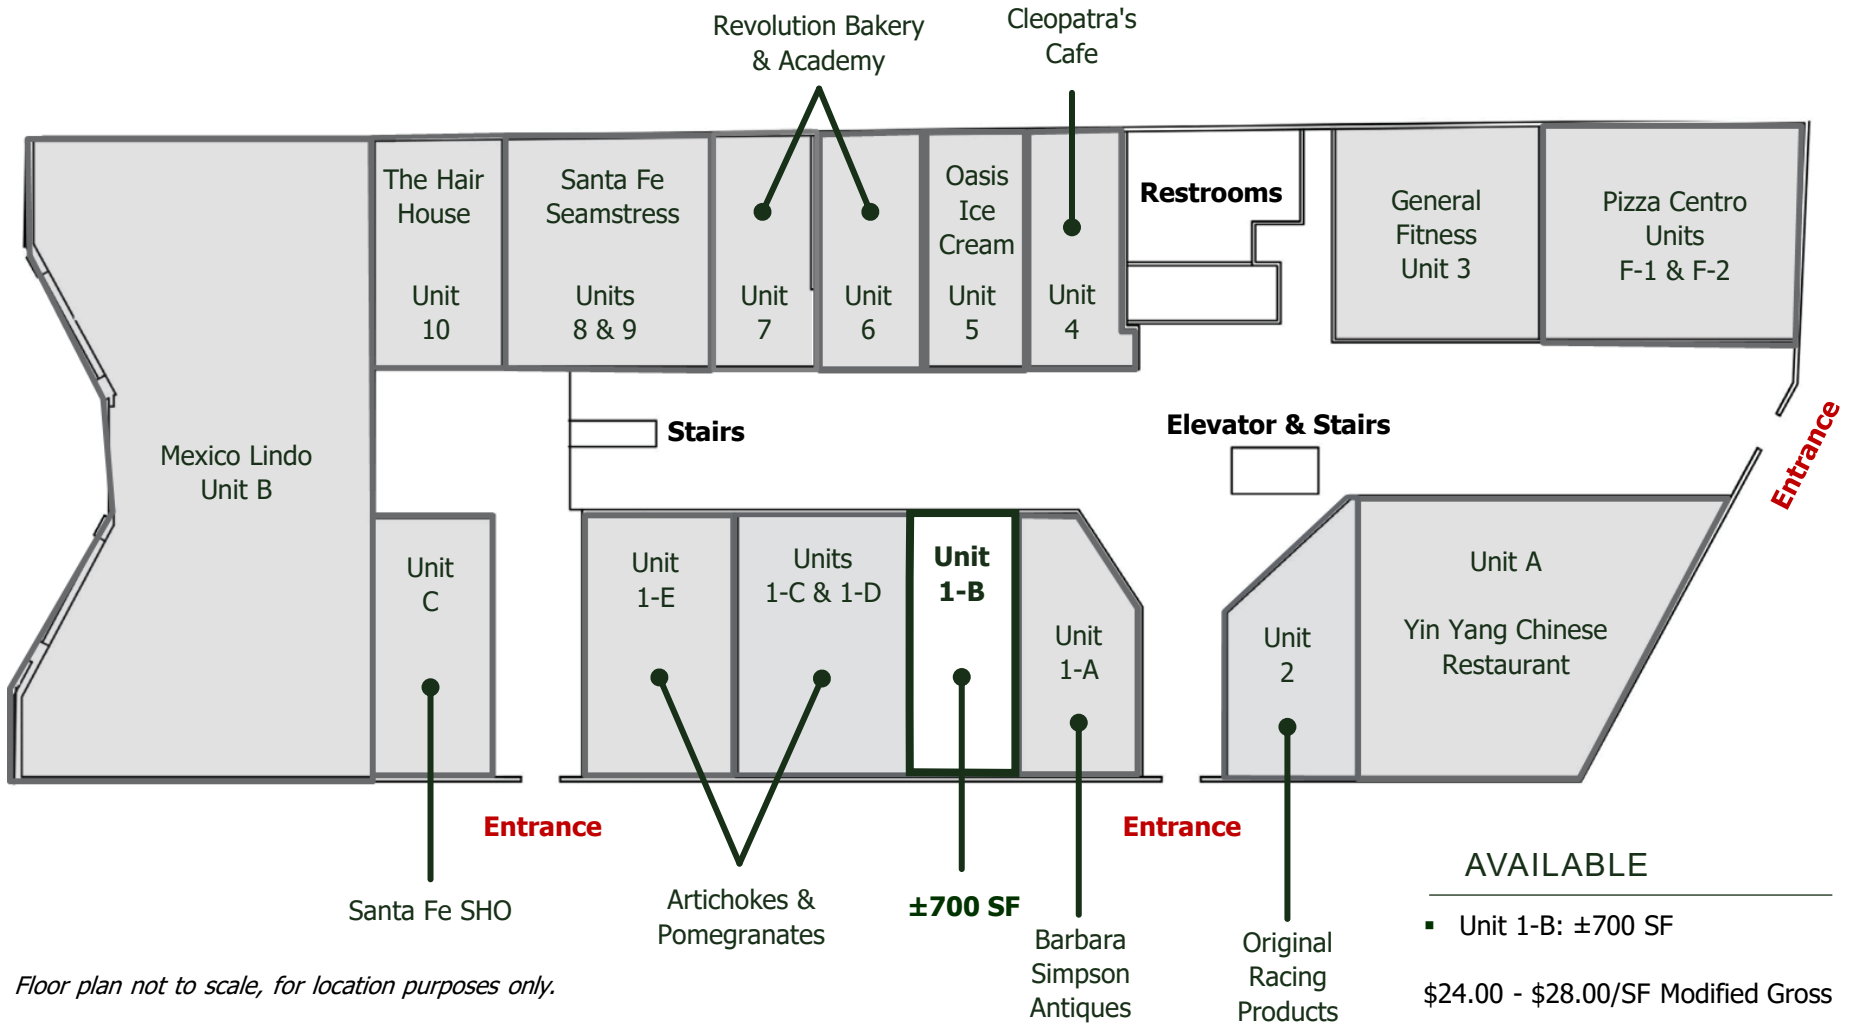 Revolution Bakery
& Academy
Cleopatra's
Cafe
The Hair
House
Unit
10
Santa Fe
Seamstress
Units
8 & 9
Unit
7
Unit
6
Oasis
Ice
Cream
Unit
5
Unit
4
Restrooms
General
Fitness
Unit 3
Pizza Centro
Units
F-1 & F-2
Mexico Lindo
Unit B
Stairs
Elevator & Stairs
Entrance
Unit
C
Unit
1-E
Units
1-C & 1-D
Unit
1-B
Unit
1-A
Unit
2
Unit A
Yin Yang Chinese
Restaurant
Entrance
Entrance
Santa Fe SHO
Artichokes &
Pomegranates
±700 SF
Barbara
Simpson
Antiques
Original
Racing
Products
AVAILABLE
▪ Unit 1-B: ±700 SF
$24.00 - $28.00/SF Modified Gross
Floor plan not to scale, for location purposes only.